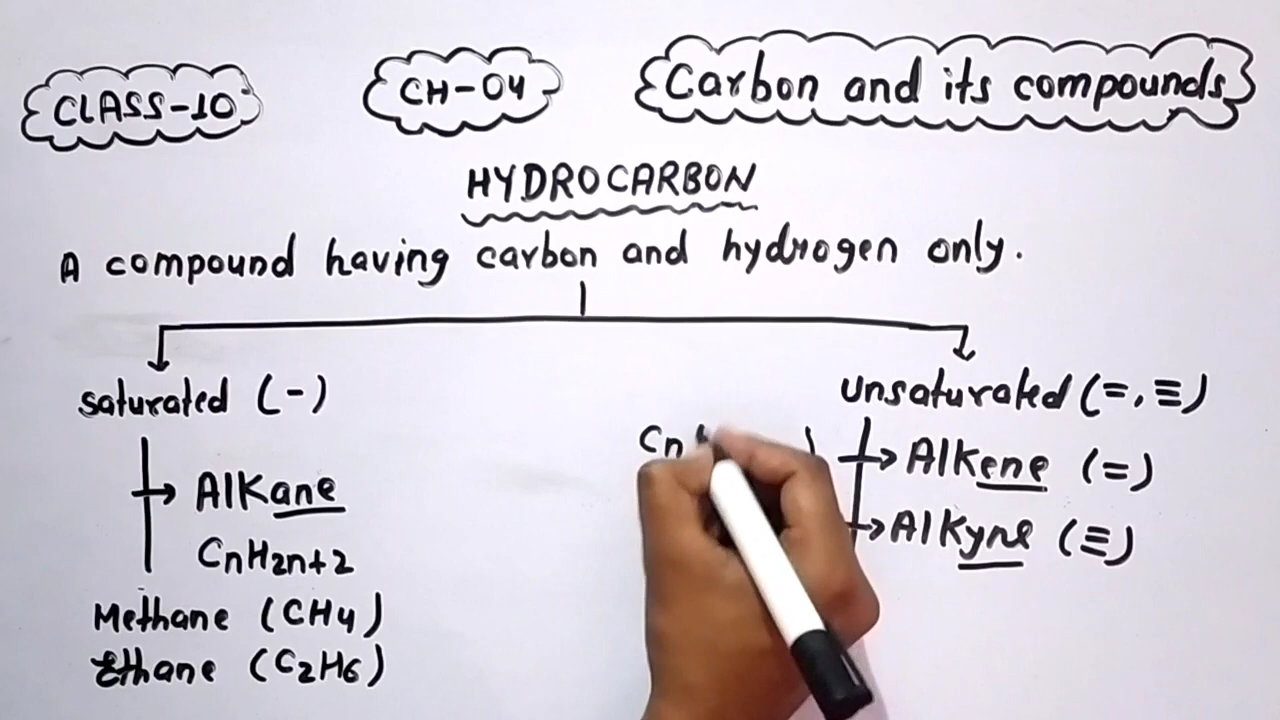 CLASS-10
CH-04
Carbon and its compounds
HYDROCARBON
A compound having carbon and hydrogen only.
saturated (-)
Alkane
CnH2n+2
Methane (CH4)
Ethane (C2H6)
Unsaturated (=, ≡)
Cn
Alkene (=)
Alkyne (≡)